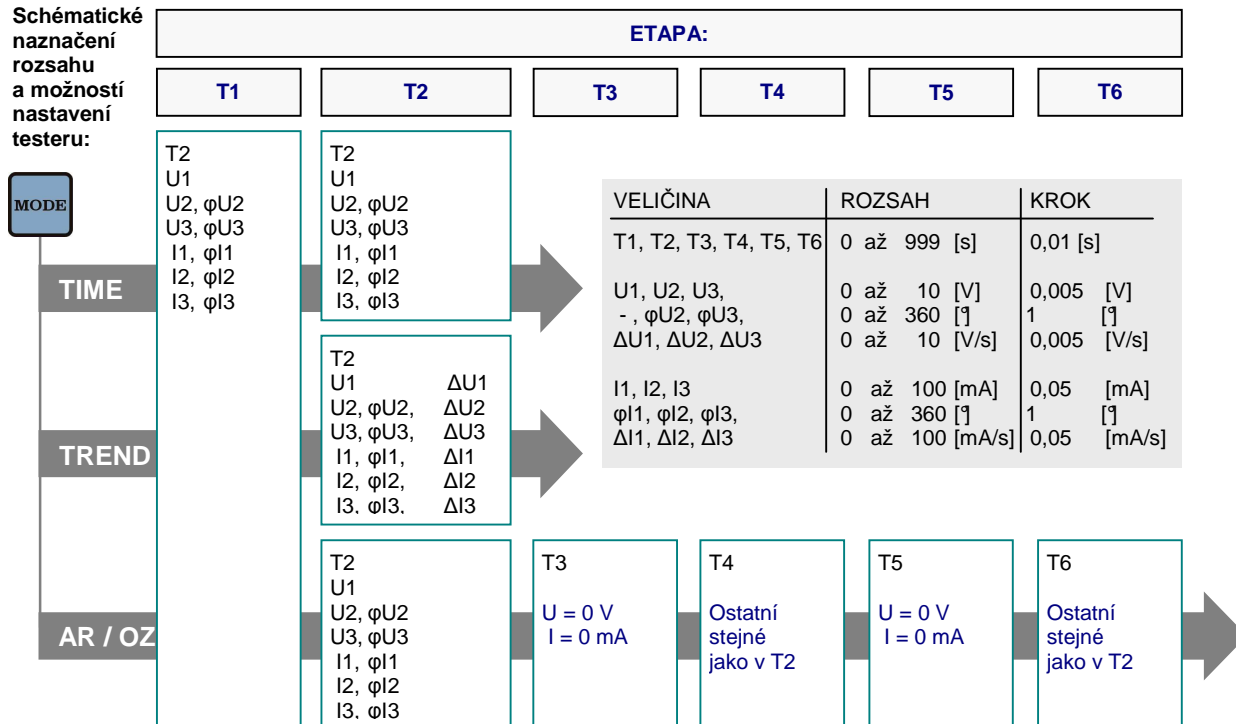 Schématické
naznačení
rozsahu
a možností
nastavení
testeru:
ETAPA:
T1
T2
T3
T4
T5
T6
MODE
TIME
TREND
AR / OZ
T2
U1
U2, φU2
U3, φU3
I1, φI1
I2, φI2
I3, φI3
T2
U1
U2, φU2
U3, φU3
I1, φI1
I2, φI2
I3, φI3
T2
U1 ΔU1
U2, φU2, ΔU2
U3, φU3, ΔU3
I1, φI1, ΔI1
I2, φI2, ΔI2
I3, φI3, ΔI3
T2
U1
U2, φU2
U3, φU3
I1, φI1
I2, φI2
I3, φI3
T3
U = 0 V
I = 0 mA
T4
Ostatní
stejné
jako v T2
T5
U = 0 V
I = 0 mA
T6
Ostatní
stejné
jako v T2
VELIČINA ROZSAH KROK
T1, T2, T3, T4, T5, T6 0 až 999 [s] 0,01 [s]
U1, U2, U3, 0 až 10 [V] 0,005 [V]
- , φU2, φU3, 0 až 360 [°] 1 [°]
ΔU1, ΔU2, ΔU3 0 až 10 [V/s] 0,005 [V/s]
I1, I2, I3 0 až 100 [mA] 0,05 [mA]
φI1, φI2, φI3, 0 až 360 [°] 1 [°]
ΔI1, ΔI2, ΔI3 0 až 100 [mA/s] 0,05 [mA/s]